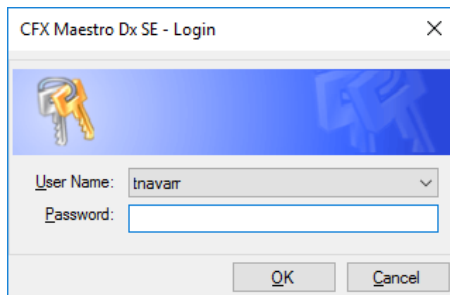 CFX Maestro Dx SE - Login
User Name: tnavarr
Password:
OK Cancel